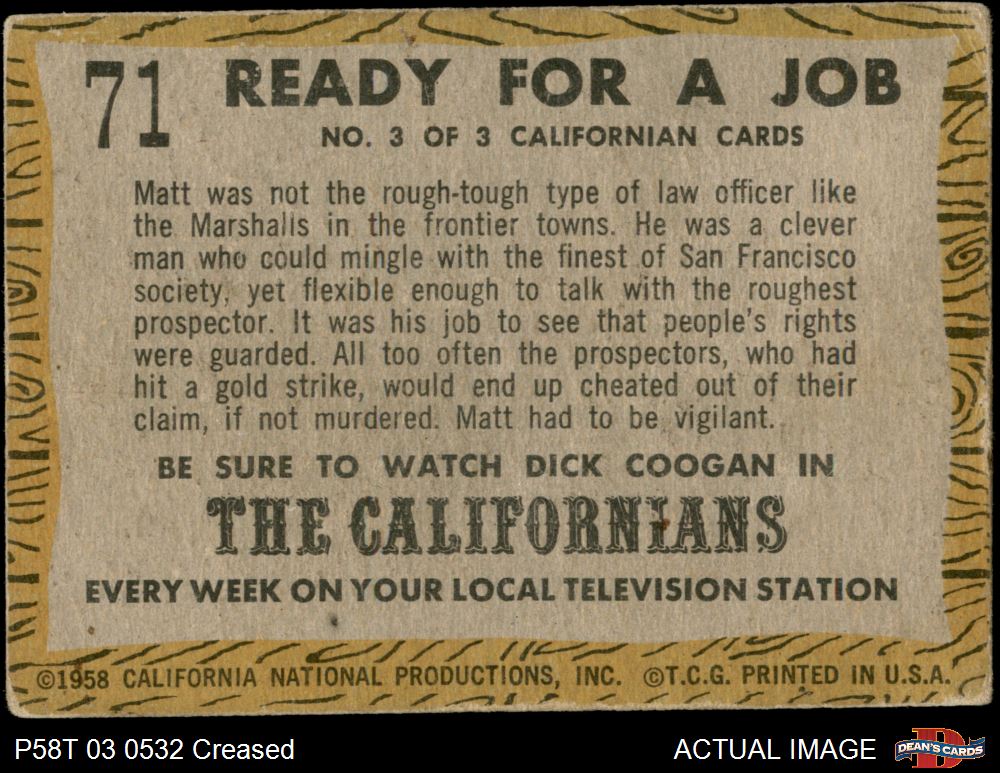 71
READY FOR A JOB
NO. 3 OF 3 CALIFORNIAN CARDS
Matt was not the rough-tough type of law officer like
the Marshalls in the frontier towns. He was a clever
man who could mingle with the finest of San Francisco
society, yet flexible enough to talk with the roughest
prospector. It was his job to see that people's rights
were guarded. All too often the prospectors, who had
hit a gold strike, would end up cheated out of their
claim, if not murdered. Matt had to be vigilant.
BE SURE TO WATCH DICK COOGAN IN
THE CALIFORNIANS
EVERY WEEK ON YOUR LOCAL TELEVISION STATION
©1958 CALIFORNIA NATIONAL PRODUCTIONS, INC. ©T.C.G. PRINTED IN U.S.A.
P58T 03 0532 Creased
ACTUAL IMAGE
D
DEAN'S CARDS